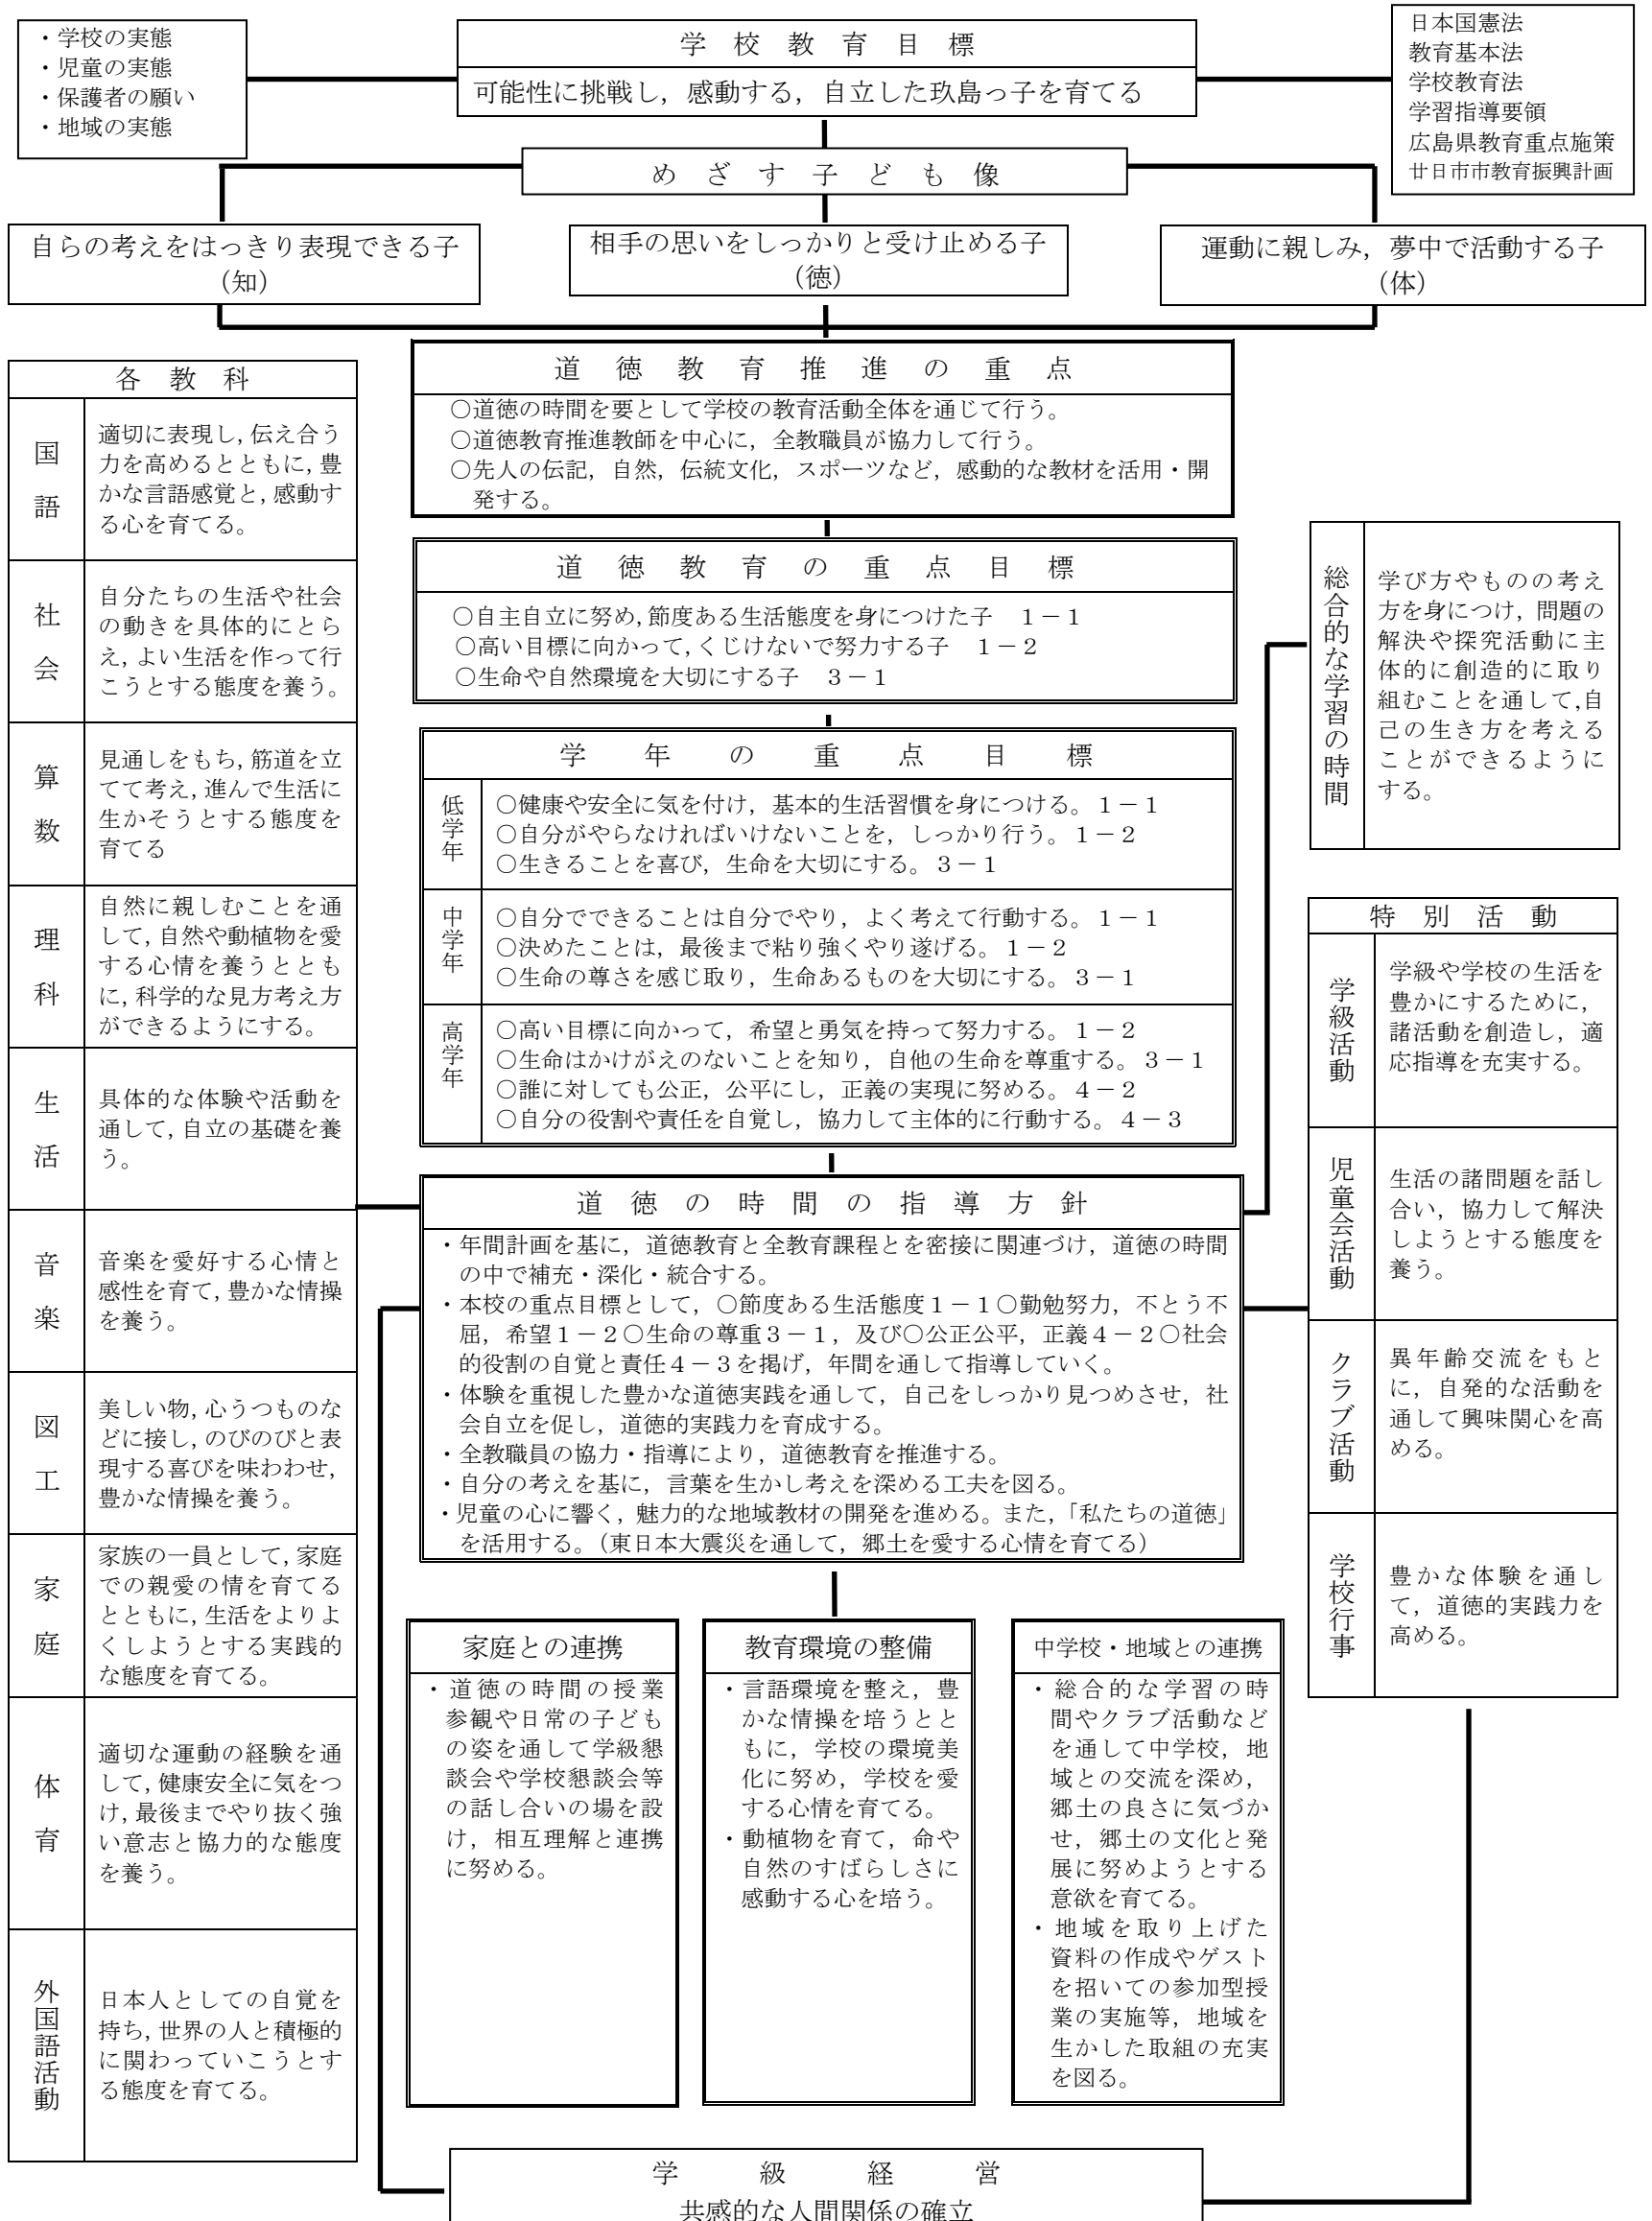 ・学校の実態
・児童の実態
・保護者の願い
・地域の実態
学校教育目標
可能性に挑戦し，感動する，自立した玖島っ子を育てる
日本国憲法
教育基本法
学校教育法
学習指導要領
広島県教育重点施策
廿日市市教育振興計画
めざす子ども像
自らの考えをはっきり表現できる子
（知）
相手の思いをしっかりと受け止める子
（徳）
運動に親しみ，夢中で活動する子
（体）
各教科
国語
適切に表現し，伝え合う
力を高めるとともに，豊
かな言語感覚と，感動す
る心を育てる。
社会
自分たちの生活や社会
の動きを具体的にとら
え，よい生活を作って行
こうとする態度を養う。
算数
見通しをもち，筋道を立
てて考え，進んで生活に
生かそうとする態度を
育てる
理科
自然に親しむことを通
して，自然や動植物を愛
する心情を養うととも
に，科学的な見方考え方
ができるようにする。
生活
具体的な体験や活動を
通して，自立の基礎を養
う。
音楽
音楽を愛好する心情と
感性を育て，豊かな情操
を養う。
図工
美しい物，心うつものな
どに接し，のびのびと表
現する喜びを味わわせ，
豊かな情操を養う。
家庭
家族の一員として，家庭
での親愛の情を育てる
とともに，生活をよりよ
くしようとする実践的
な態度を育てる。
体育
適切な運動の経験を通
して，健康安全に気をつ
け，最後までやり抜く強
い意志と協力的な態度
を養う。
外国語活動
日本人としての自覚を
持ち，世界の人と積極的
に関わっていこうとす
る態度を育てる。
道徳教育推進の重点
○道徳の時間を要として学校の教育活動全体を通じて行う。
○道徳教育推進教師を中心に，全教職員が協力して行う。
○先人の伝記，自然，伝統文化，スポーツなど，感動的な教材を活用・開
発する。
道徳教育の重点目標
○自主自立に努め，節度ある生活態度を身につけた子　１－１
○高い目標に向かって，くじけないで努力する子　１－２
○生命や自然環境を大切にする子　３－１
学年の重点目標
低学年
○健康や安全に気を付け，基本的生活習慣を身につける。１－１
○自分がやらなければいけないことを，しっかり行う。１－２
○生きることを喜び，生命を大切にする。３－１
中学年
○自分でできることは自分でやり，よく考えて行動する。１－１
○決めたことは，最後まで粘り強くやり遂げる。１－２
○生命の尊さを感じ取り，生命あるものを大切にする。３－１
高学年
○高い目標に向かって，希望と勇気を持って努力する。１－２
○生命はかけがえのないことを知り，自他の生命を尊重する。３－１
○誰に対しても公正，公平にし，正義の実現に努める。４－２
○自分の役割や責任を自覚し，協力して主体的に行動する。４－３
道徳の時間の指導方針
・年間計画を基に，道徳教育と全教育課程とを密接に関連づけ，道徳の時間
の中で補充・深化・統合する。
・本校の重点目標として，○節度ある生活態度１－１○勤勉努力，不とう不
屈，希望１－２○生命の尊重３－１，及び○公正公平，正義４－２○社会
的役割の自覚と責任４－３を掲げ，年間を通して指導していく。
・体験を重視した豊かな道徳実践を通して，自己をしっかり見つめさせ，社
会自立を促し，道徳的実践力を育成する。
・全教職員の協力・指導により，道徳教育を推進する。
・自分の考えを基に，言葉を生かし考えを深める工夫を図る。
・児童の心に響く，魅力的な地域教材の開発を進める。また，「私たちの道徳」
を活用する。（東日本大震災を通して，郷土を愛する心情を育てる）
総合的な学習の時間
学び方やものの考え
方を身につけ，問題の
解決や探究活動に主
体的に創造的に取り
組むことを通して，自
己の生き方を考える
ことができるように
する。
特別活動
学級活動
学級や学校の生活を
豊かにするために，
諸活動を創造し，適
応指導を充実する。
児童会活動
生活の諸問題を話し
合い，協力して解決
しようとする態度を
養う。
クラブ活動
異年齢交流をもと
に，自発的な活動を
通して興味関心を高
める。
学校行事
豊かな体験を通し
て，道徳的実践力を
高める。
家庭との連携
・道徳の時間の授業
参観や日常の子ども
の姿を通して学級懇
談会や学校懇談会等
の話し合いの場を設
け，相互理解と連携
に努める。
教育環境の整備
・言語環境を整え，豊
かな情操を培うとと
もに，学校の環境美
化に努め，学校を愛
する心情を育てる。
・動植物を育て，命や
自然のすばらしさに
感動する心を培う。
中学校・地域との連携
・総合的な学習の時
間やクラブ活動など
を通して中学校，地
域との交流を深め，
郷土の良さに気づか
せ，郷土の文化と発
展に努めようとする
意欲を育てる。
・地域を取り上げた
資料の作成やゲスト
を招いての参加型授
業の実施等，地域を
生かした取組の充実
を図る。
学級経営
共感的な人間関係の確立